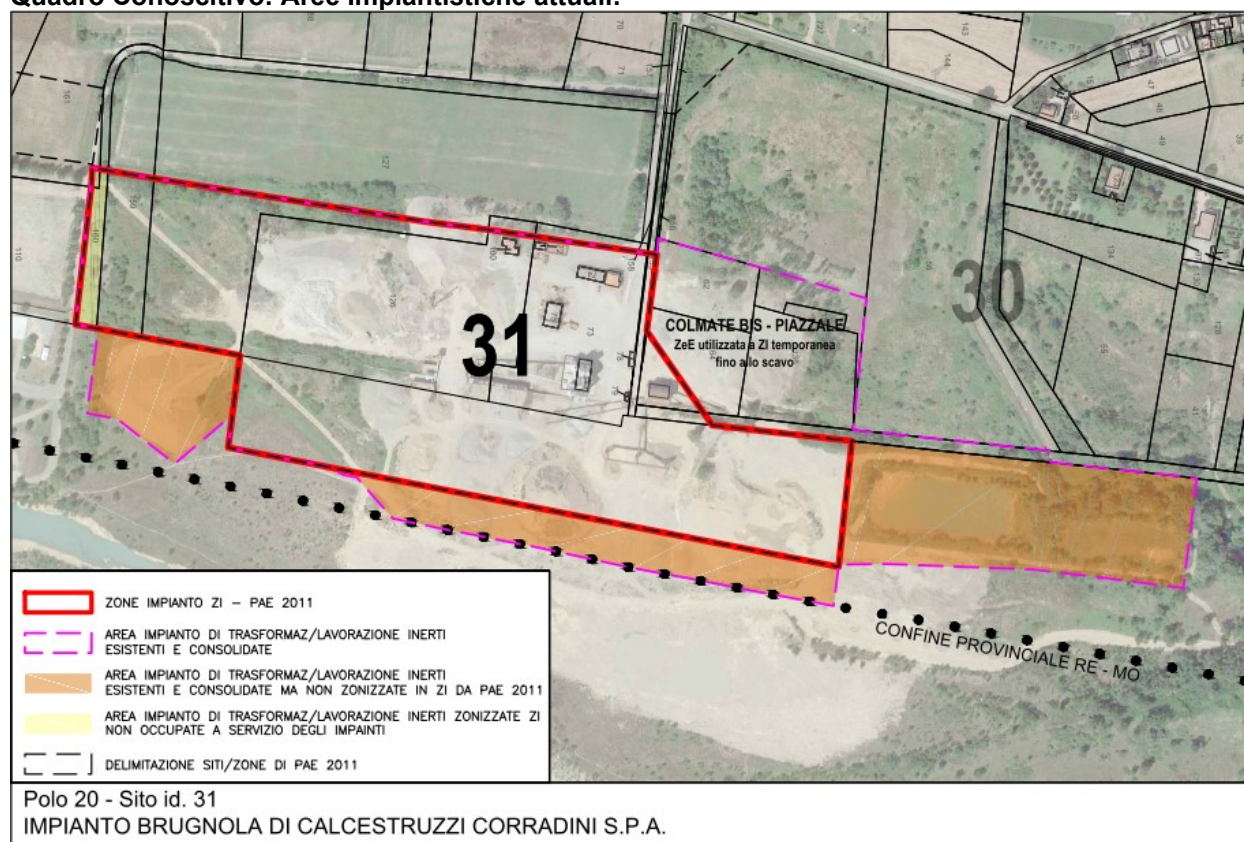 Quadro Conoscitivo: Aree impiantistiche attuali:
31
30
COLMATE BIS - PIAZZALE
ZeE utilizzata a ZI temporanea
fino allo scavo
127
110
73
158
CONFINE PROVINCIALE RE - MO
ZONE IMPIANTO ZI – PAE 2011
AREA IMPIANTO DI TRASFORMAZ/LAVORAZIONE INERTI
ESISTENTI E CONSOLIDATE
AREA IMPIANTO DI TRASFORMAZ/LAVORAZIONE INERTI
ESISTENTI E CONSOLIDATE MA NON ZONIZZATE IN ZI DA PAE 2011
AREA IMPIANTO DI TRASFORMAZ/LAVORAZIONE INERTI ZONIZZATE ZI
NON OCCUPATE A SERVIZIO DEGLI IMPAINTI
DELIMITAZIONE SITI/ZONE DI PAE 2011
Polo 20 - Sito id. 31
IMPIANTO BRUGNOLA DI CALCESTRUZZI CORRADINI S.P.A.